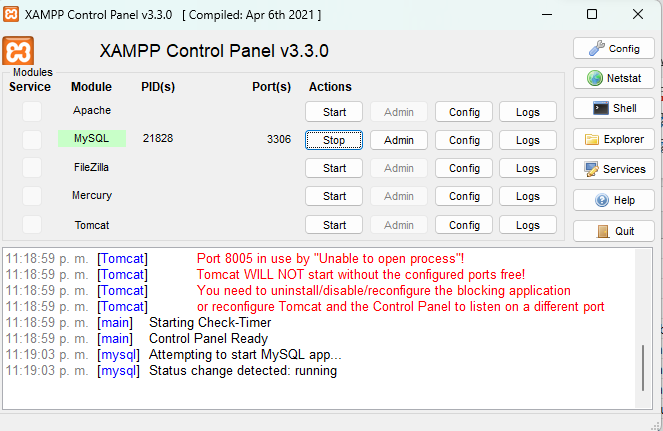 XAMPP Control Panel v3.3.0 [ Compiled: Apr 6th 2021 ]
XAMPP Control Panel v3.3.0
Config
Modules
Service Module PID(s) Port(s) Actions
Netstat
Apache Start Admin Config Logs
Shell
MySQL 21828 3306 Stop Admin Config Logs
Explorer
FileZilla Start Admin Config Logs
Services
Mercury Start Admin Config Logs
Help
Tomcat Start Admin Config Logs
Quit
11:18:59 p. m. [Tomcat] Port 8005 in use by "Unable to open process"!
11:18:59 p. m. [Tomcat] Tomcat WILL NOT start without the configured ports free!
11:18:59 p. m. [Tomcat] You need to uninstall/disable/reconfigure the blocking application
11:18:59 p. m. [Tomcat] or reconfigure Tomcat and the Control Panel to listen on a different port
11:18:59 p. m. [main] Starting Check-Timer
11:18:59 p. m. [main] Control Panel Ready
11:19:03 p. m. [mysql] Attempting to start MySQL app...
11:19:03 p. m. [mysql] Status change detected: running